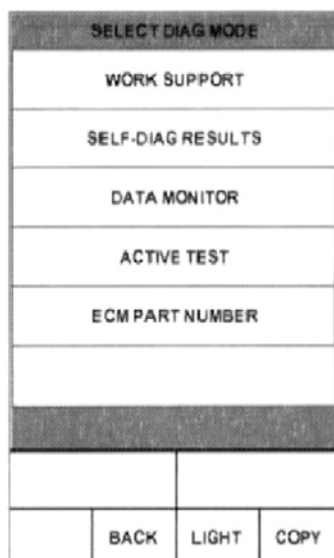 SELECT DIAG MODE
WORK SUPPORT
SELF-DIAG RESULTS
DATA MONITOR
ACTIVE TEST
ECM PART NUMBER
BACK LIGHT COPY